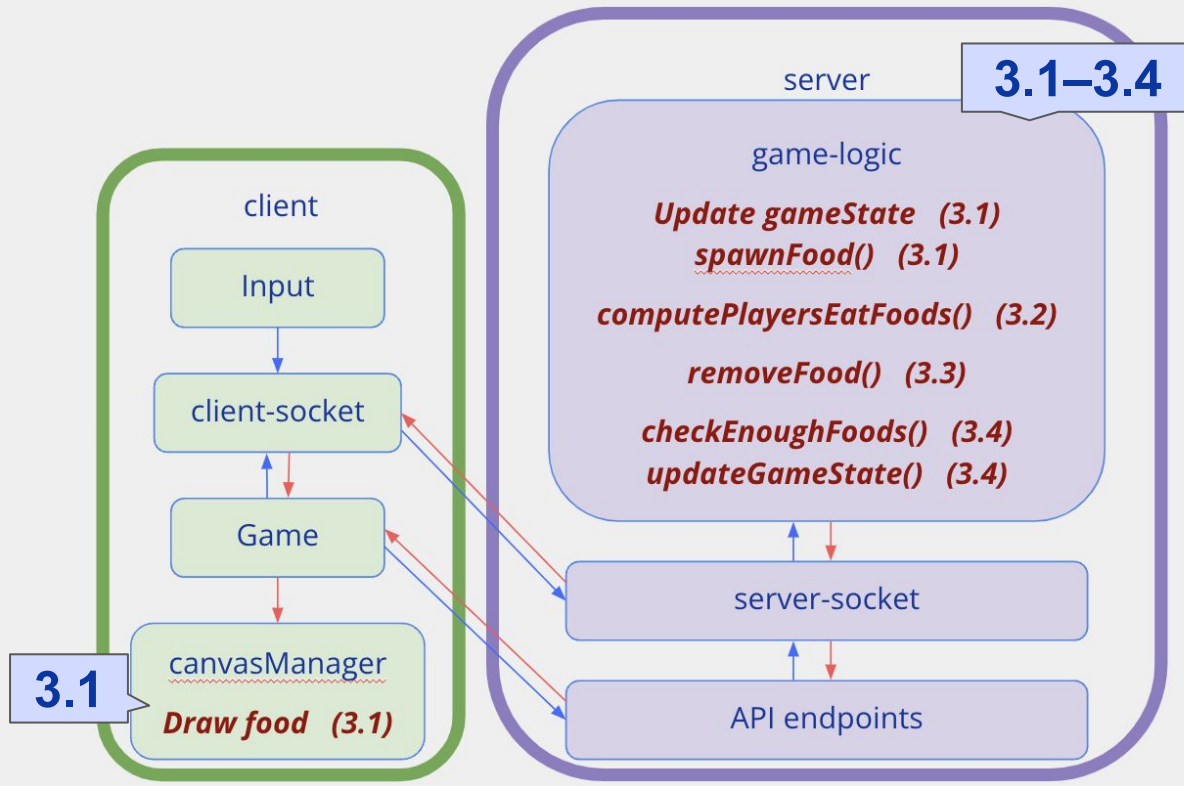 client
Input
client-socket
Game
canvasManager
Draw food (3.1)
3.1
server
3.1–3.4
game-logic
Update gameState (3.1)
spawnFood() (3.1)
computePlayersEatFoods() (3.2)
removeFood() (3.3)
checkEnoughFoods() (3.4)
updateGameState() (3.4)
server-socket
API endpoints